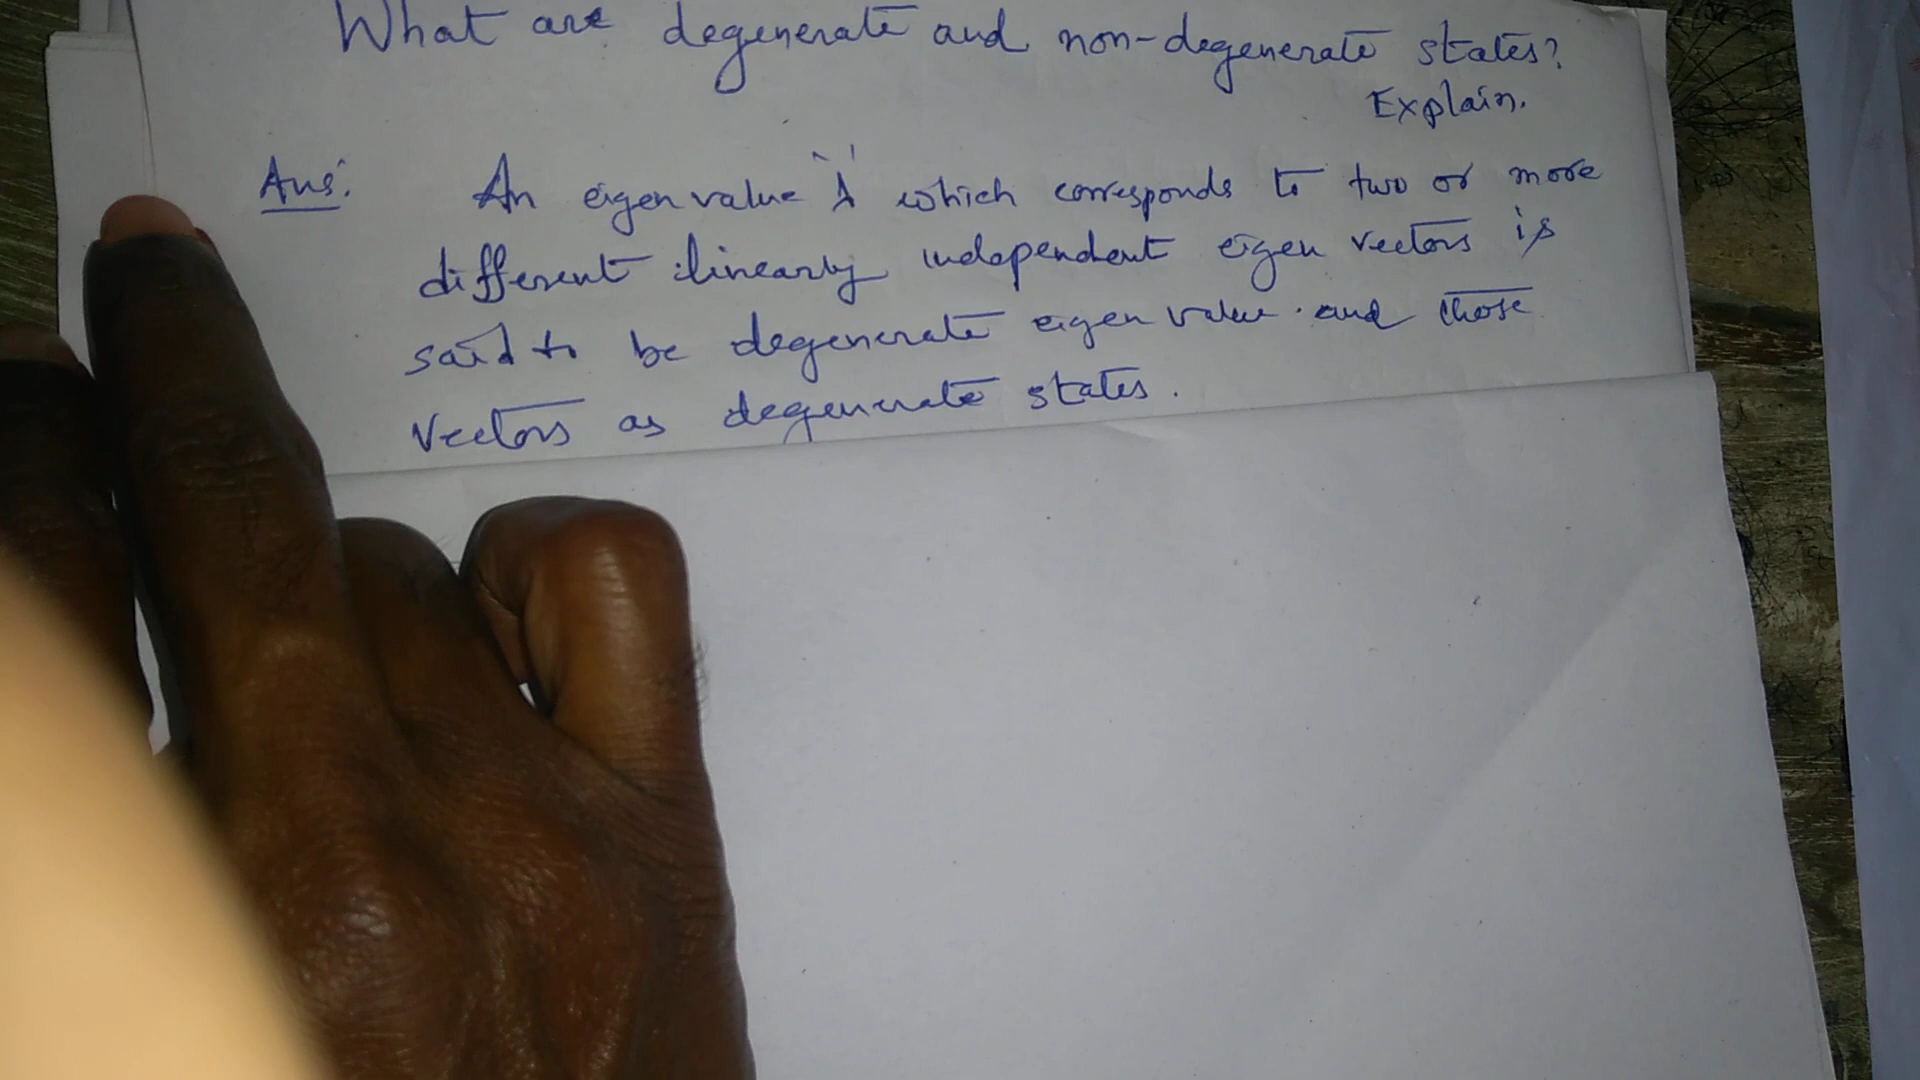 What are degenerate and non-degenerate states?
Explain.
Ans: An eigen value 'λ' which corresponds to two or more
different linearly independent eigen vectors is
said to be degenerate eigen value and those
vectors as degenerate states.